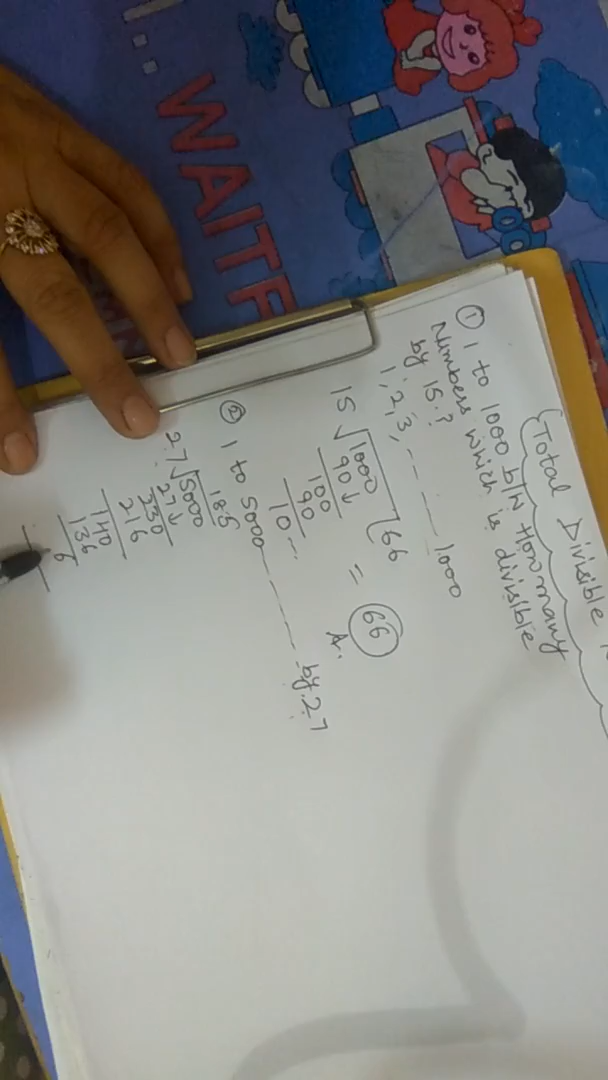 Total Divisible
① 1 to 1000 b/w How many
Numbers which is divisible
by 15.?
1, 2, 3, ---- 1000
15 √1000 66
90↓
100
90
10 --
= 66
A.
② 1 to 5000 ---- by 27
185
27 √5000
27↓
230
216
140
136
6
...WAITF